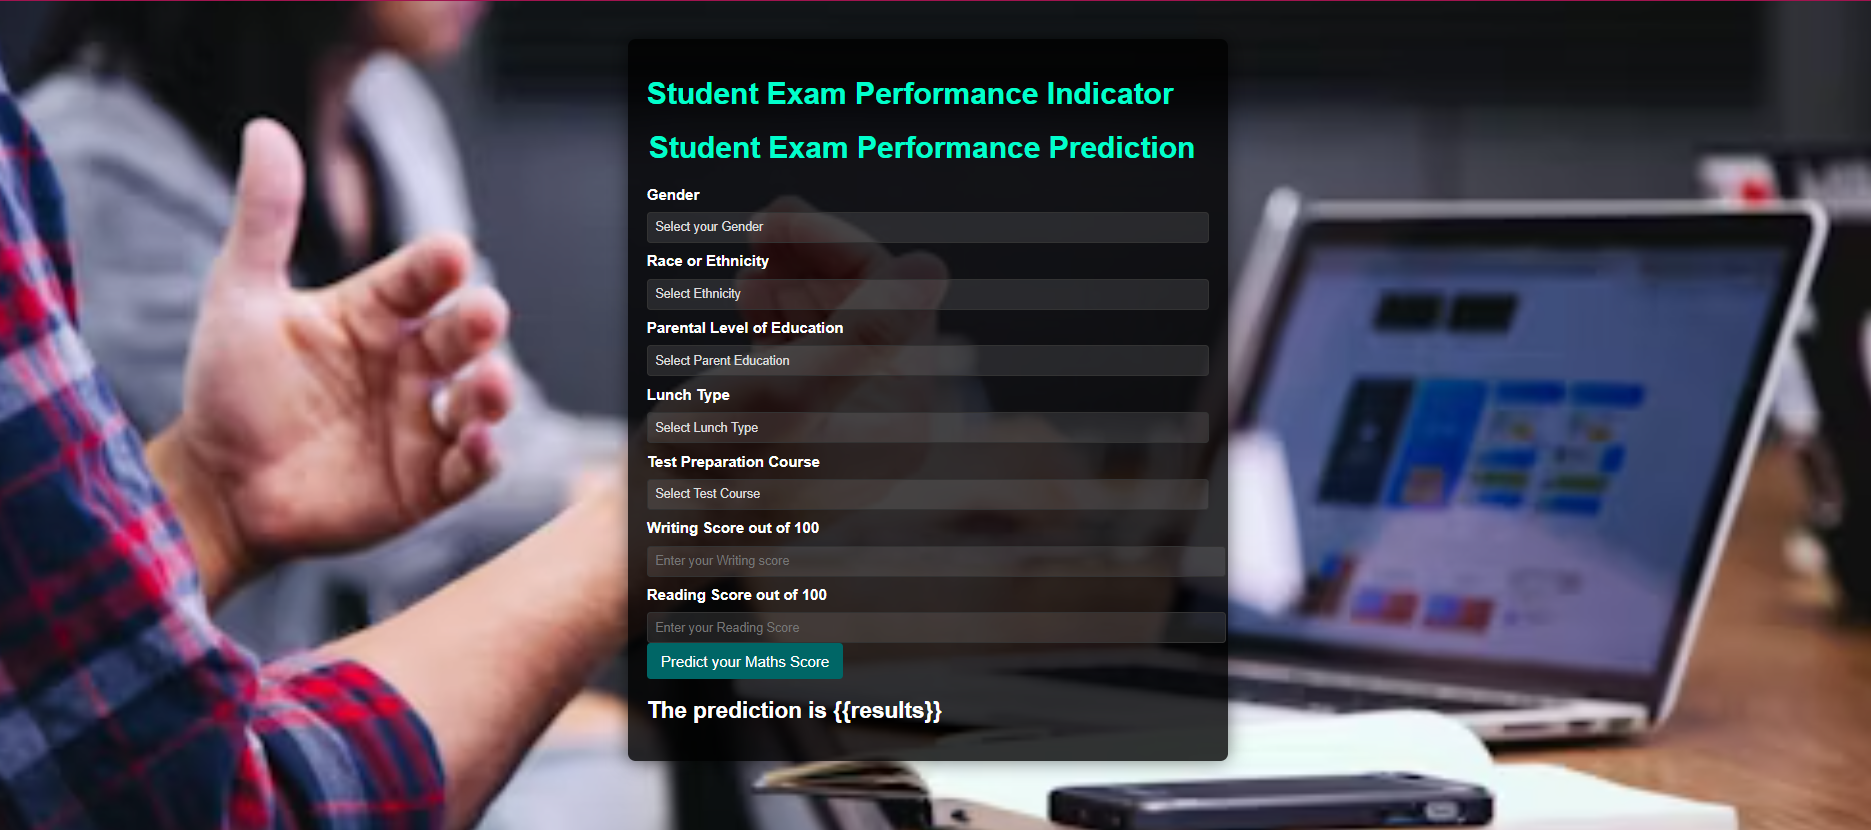 Student Exam Performance Indicator
Student Exam Performance Prediction
Gender
Select your Gender
Race or Ethnicity
Select Ethnicity
Parental Level of Education
Select Parent Education
Lunch Type
Select Lunch Type
Test Preparation Course
Select Test Course
Writing Score out of 100
Enter your Writing score
Reading Score out of 100
Enter your Reading Score
Predict your Maths Score
The prediction is {{results}}